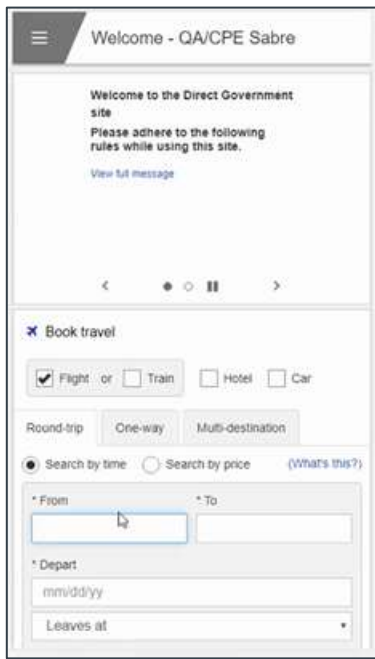 Welcome - QA/CPE Sabre
Welcome to the Direct Government
site
Please adhere to the following
rules while using this site.
View full message
Book travel
Flight or Train Hotel Car
Round-trip One-way Multi-destination
Search by time Search by price (What's this?)
* From * To
* Depart
mm/dd/yy
Leaves at